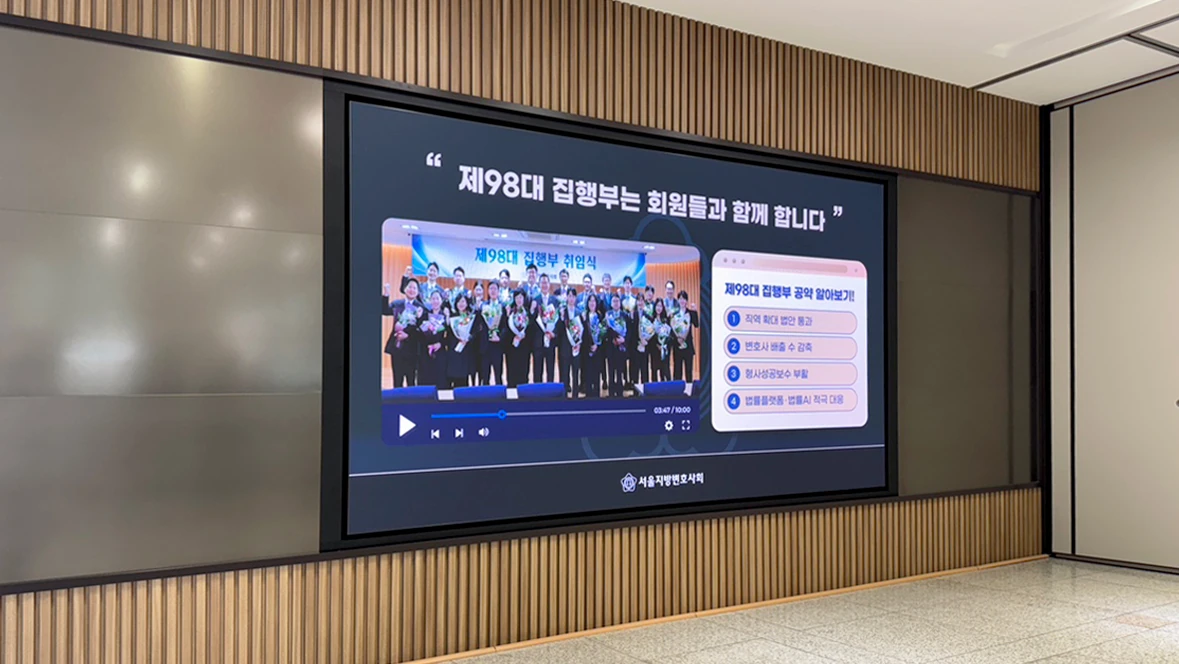 “ 제98대 집행부는 회원들과 함께 합니다 ”
제98대 집행부 취임식
03:47 / 10:00
제98대 집행부 공약 알아보기!
1 직역 확대 법안 통과
2 변호사 배출 수 감축
3 형사성공보수 부활
4 법률플랫폼·법률AI 적극 대응
서울지방변호사회